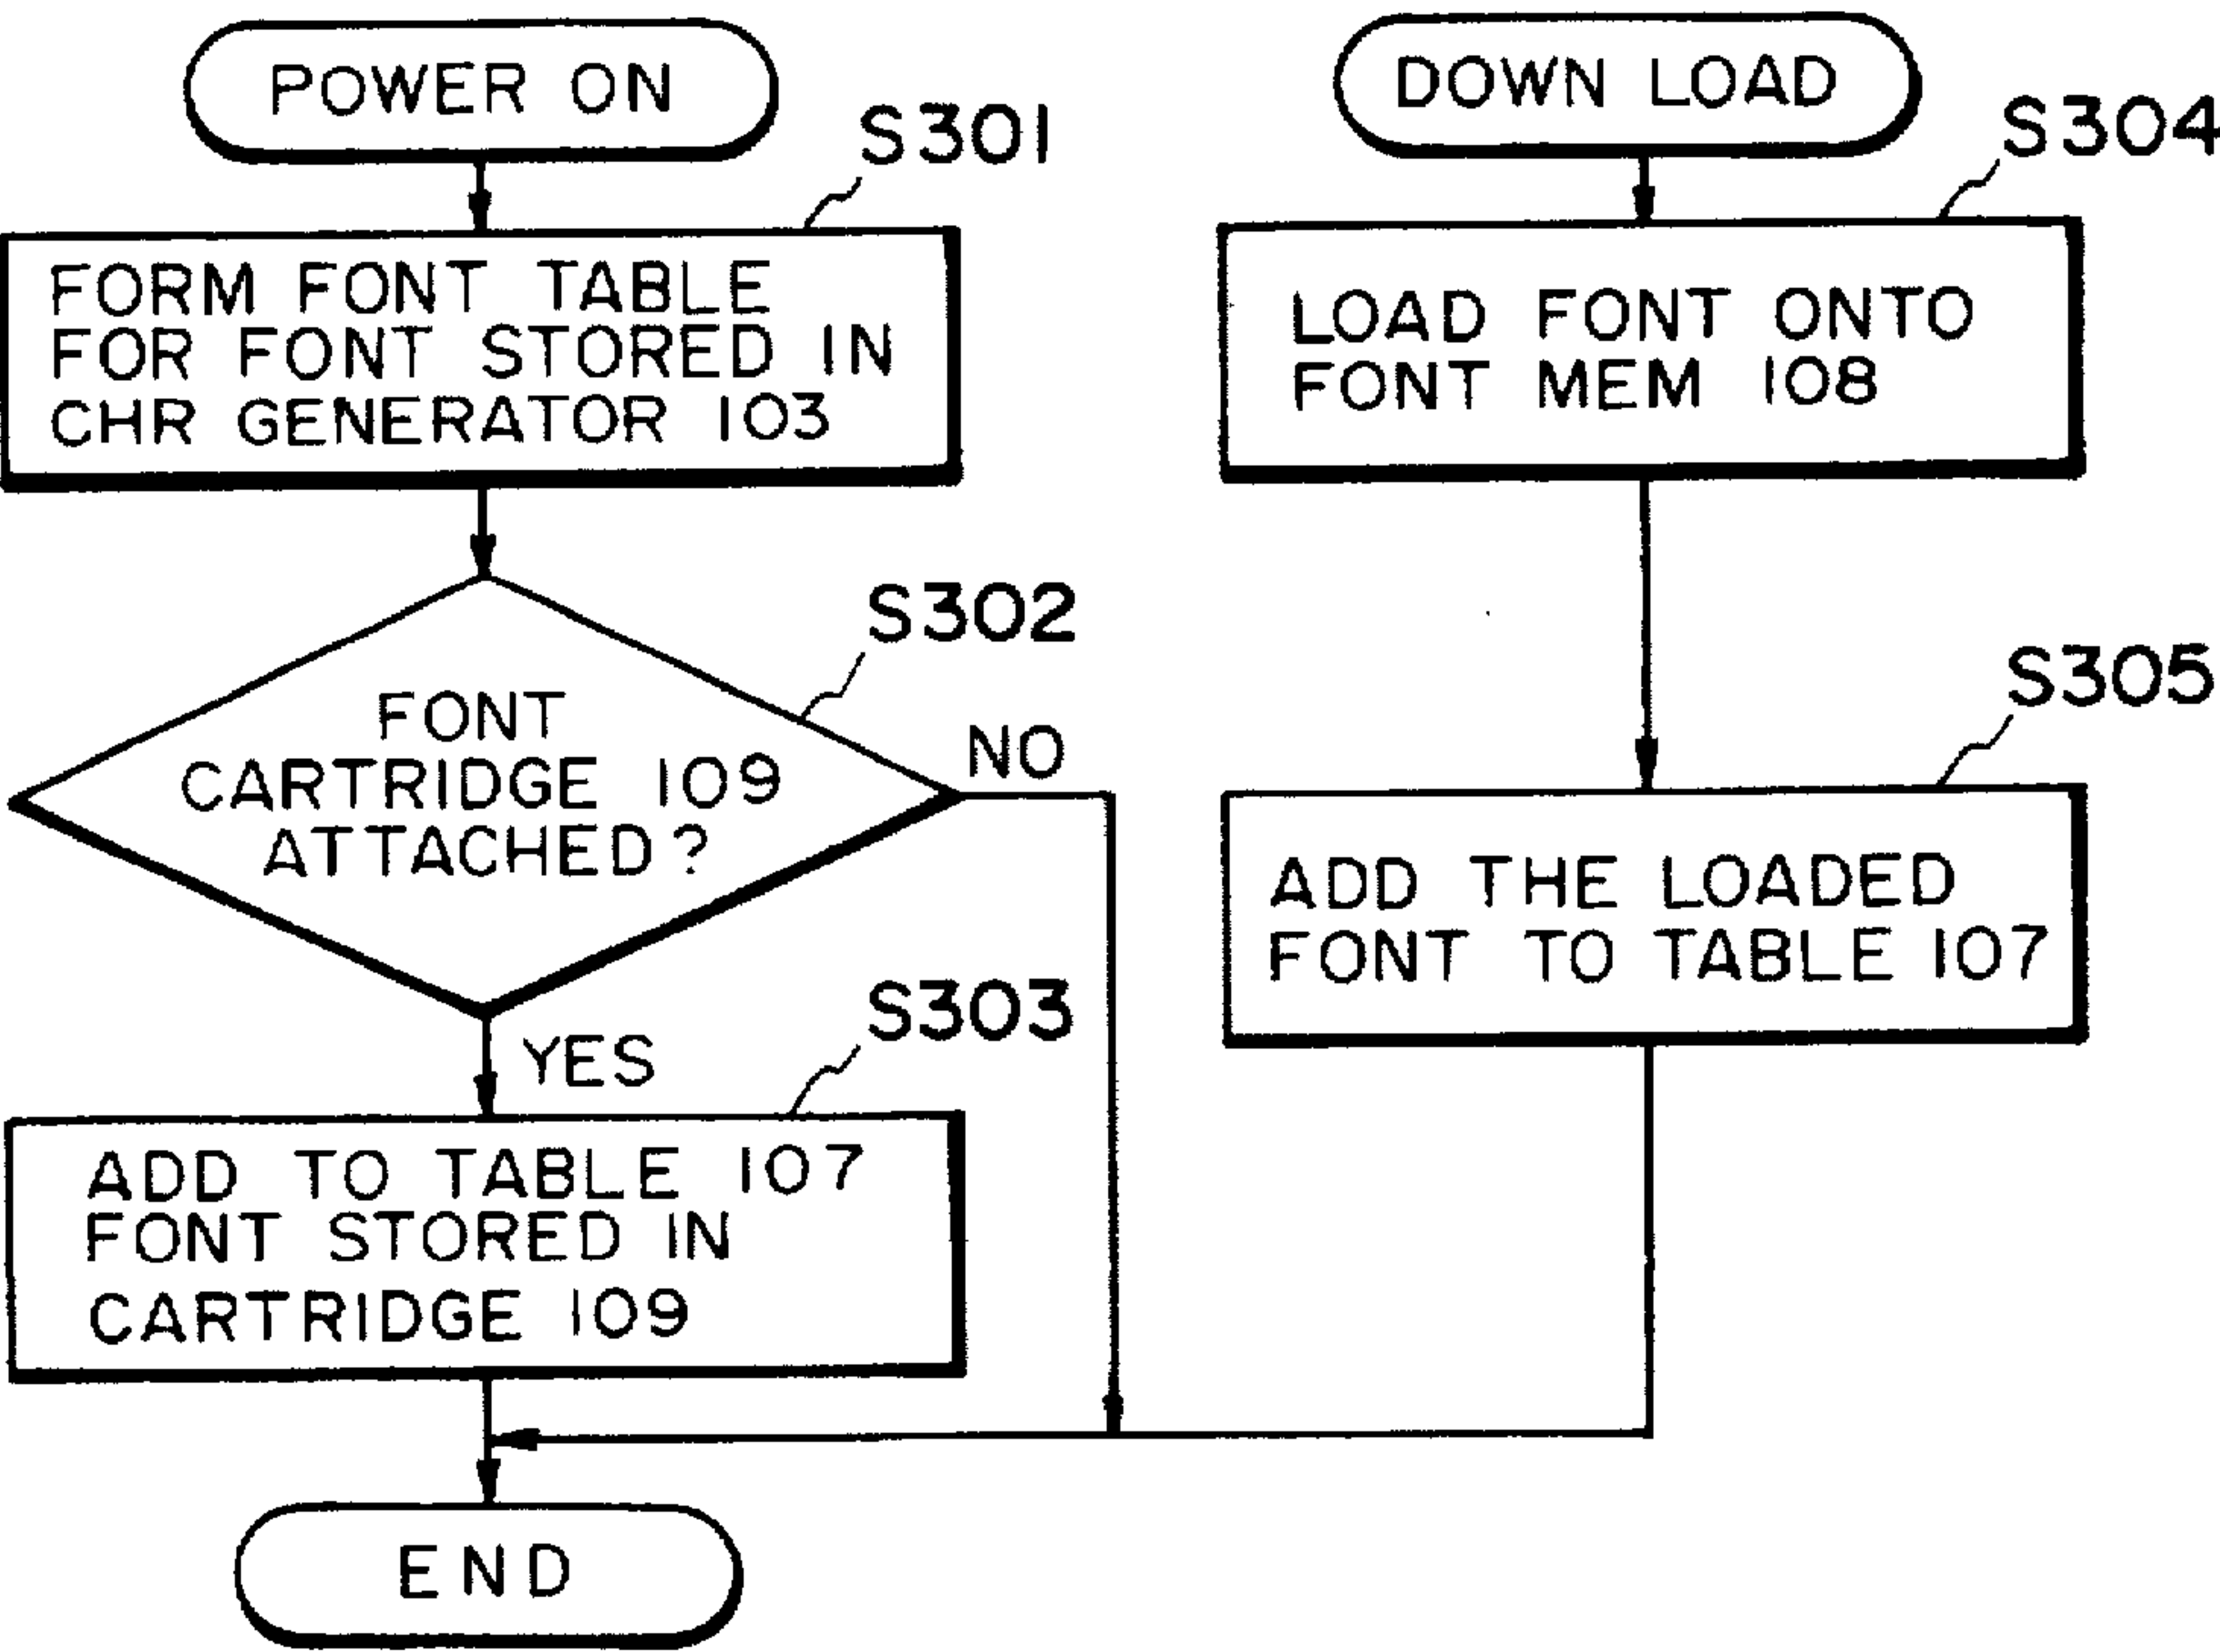 POWER ON
S301
FORM FONT TABLE
FOR FONT STORED IN
CHR GENERATOR 103
S302
FONT
CARTRIDGE 109
ATTACHED?
NO
YES
S303
ADD TO TABLE 107
FONT STORED IN
CARTRIDGE 109
END
DOWN LOAD
S304
LOAD FONT ONTO
FONT MEM 108
S305
ADD THE LOADED
FONT TO TABLE 107